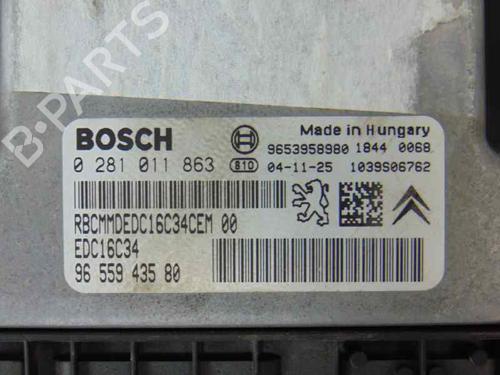 B-PARTS
BOSCH
Made in Hungary
9653958980 1844 0068
0 281 011 863 810 04-11-25 1039S06762
RBCMMDEDC16C34CEM 00
EDC16C34
96 559 435 80